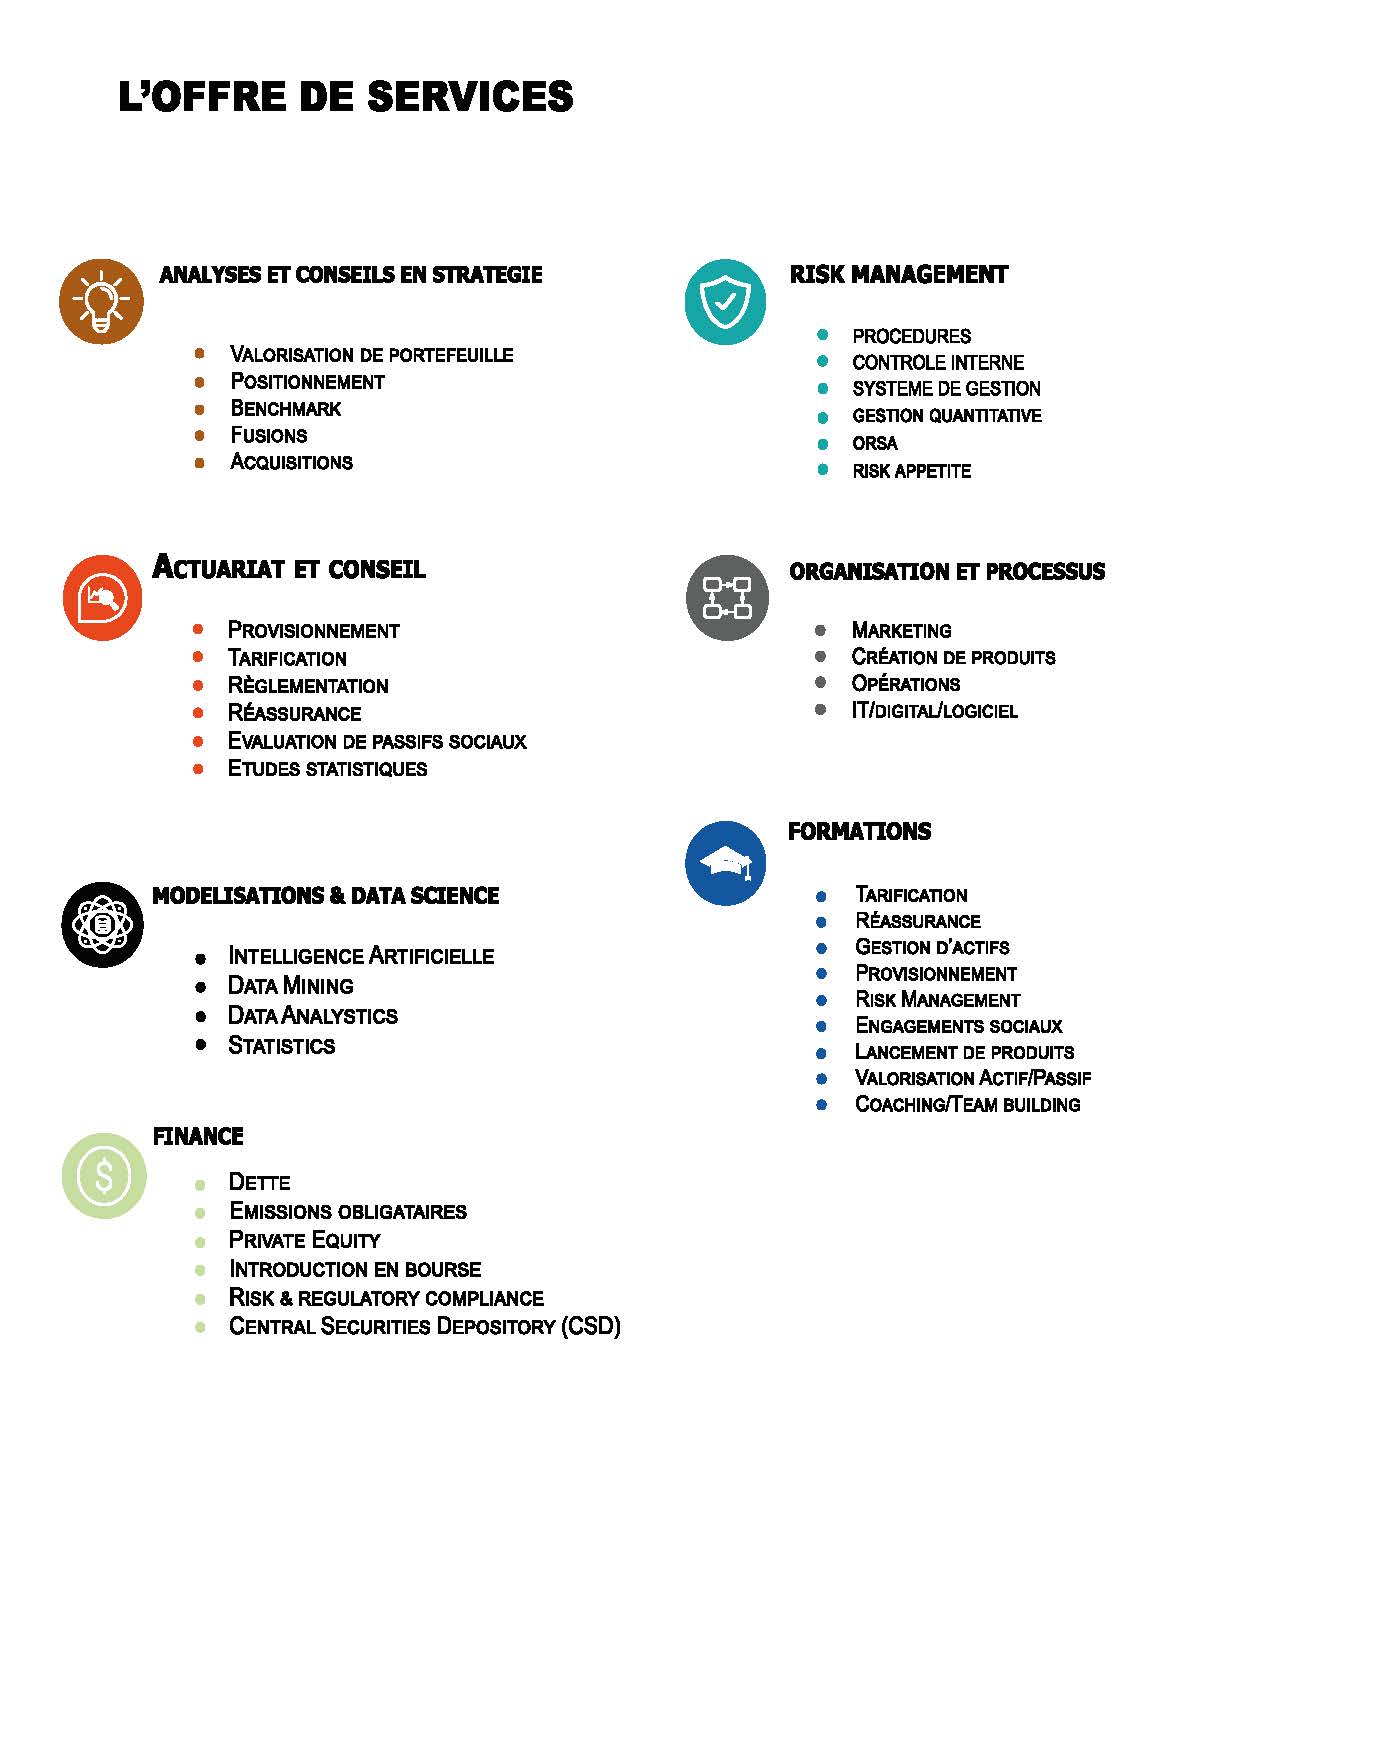 L’OFFRE DE SERVICES
ANALYSES ET CONSEILS EN STRATEGIE
Valorisation de portefeuille
Positionnement
Benchmark
Fusions
Acquisitions
Actuariat et conseil
Provisionnement
Tarification
Règlementation
Réassurance
Evaluation de passifs sociaux
Etudes statistiques
MODELISATIONS & DATA SCIENCE
Intelligence Artificielle
Data Mining
Data Analystics
Statistics
FINANCE
Dette
Emissions obligataires
Private Equity
Introduction en bourse
Risk & regulatory compliance
Central Securities Depository (CSD)
RISK MANAGEMENT
PROCEDURES
CONTROLE INTERNE
SYSTEME DE GESTION
GESTION QUANTITATIVE
ORSA
RISK APPETITE
ORGANISATION ET PROCESSUS
Marketing
Création de produits
Opérations
IT/digital/logiciel
FORMATIONS
Tarification
Réassurance
Gestion d’actifs
Provisionnement
Risk Management
Engagements sociaux
Lancement de produits
Valorisation Actif/Passif
Coaching/Team building